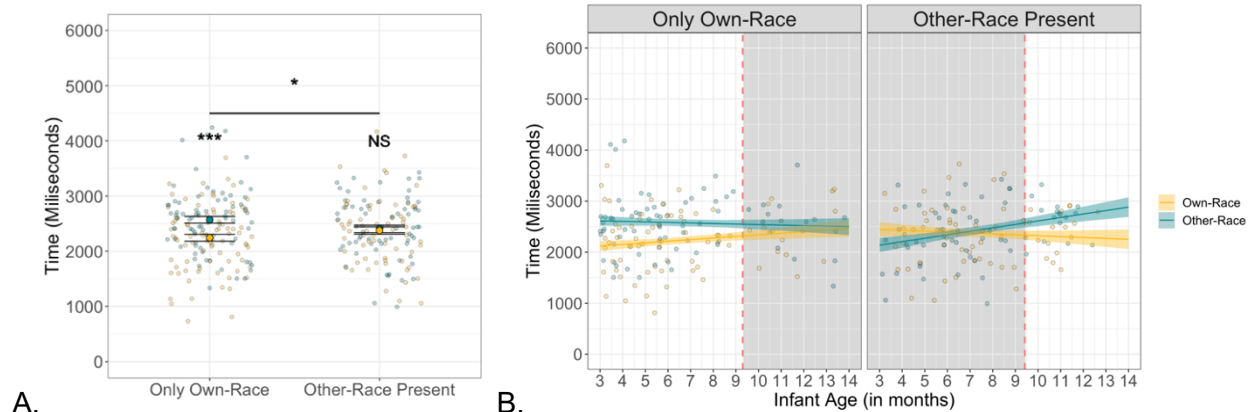 6000
5000
4000
3000
2000
1000
0
Time (Miliseconds)
*
***
NS
Only Own-Race Other-Race Present
A.
Only Own-Race Other-Race Present
6000
5000
4000
3000
2000
1000
0
Time (Miliseconds)
3 4 5 6 7 8 9 10 11 12 13 14 3 4 5 6 7 8 9 10 11 12 13 14
Infant Age (in months)
Own-Race
Other-Race
B.